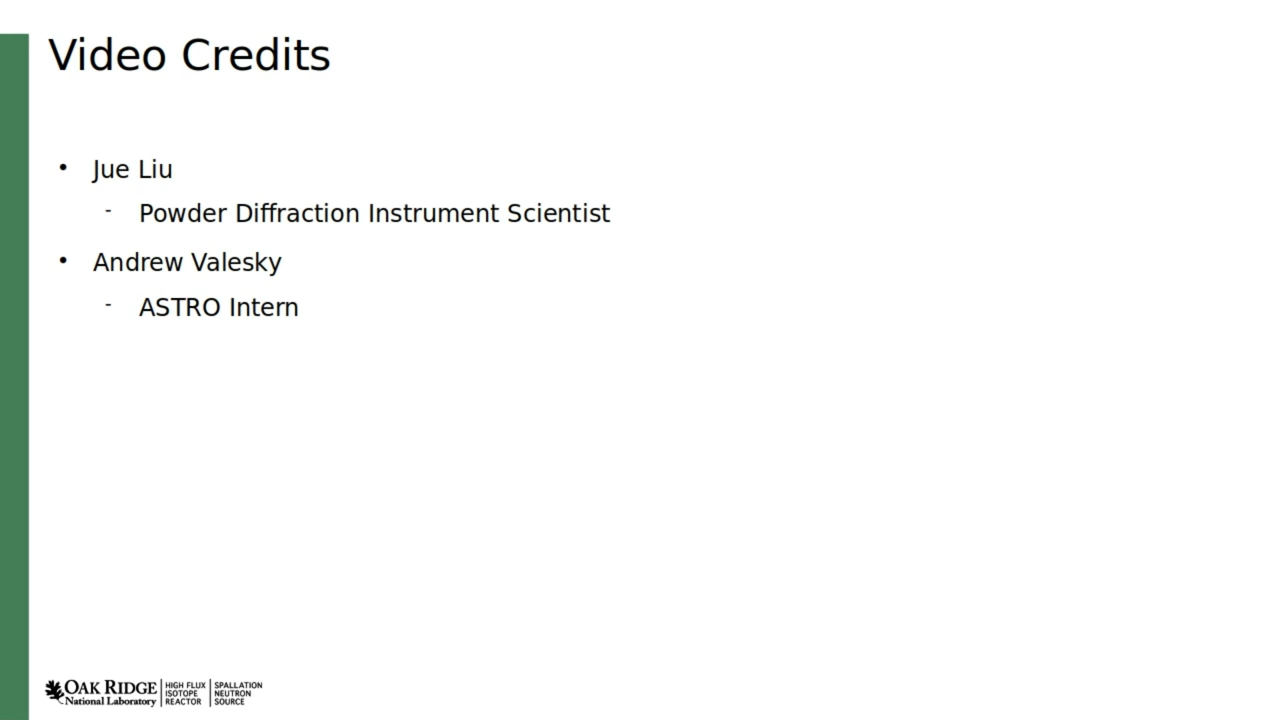 Video Credits
• Jue Liu
- Powder Diffraction Instrument Scientist
• Andrew Valesky
- ASTRO Intern
OAK RIDGE
National Laboratory
HIGH FLUX
ISOTOPE
REACTOR
SPALLATION
NEUTRON
SOURCE